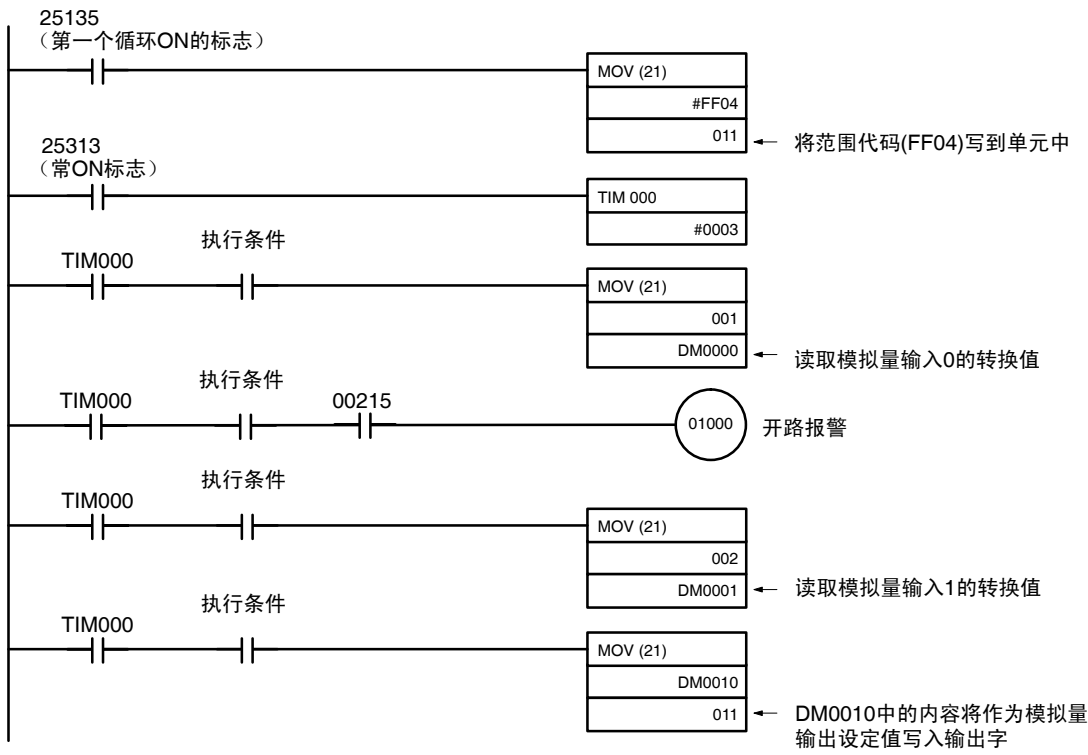 25135
（第一个循环ON的标志）
MOV (21)
#FF04
011
将范围代码(FF04)写到单元中
25313
（常ON标志）
TIM 000
#0003
执行条件
TIM000
MOV (21)
001
DM0000
读取模拟量输入0的转换值
执行条件
TIM000
00215
01000
开路报警
执行条件
TIM000
MOV (21)
002
DM0001
读取模拟量输入1的转换值
执行条件
TIM000
MOV (21)
DM0010
011
DM0010中的内容将作为模拟量
输出设定值写入输出字